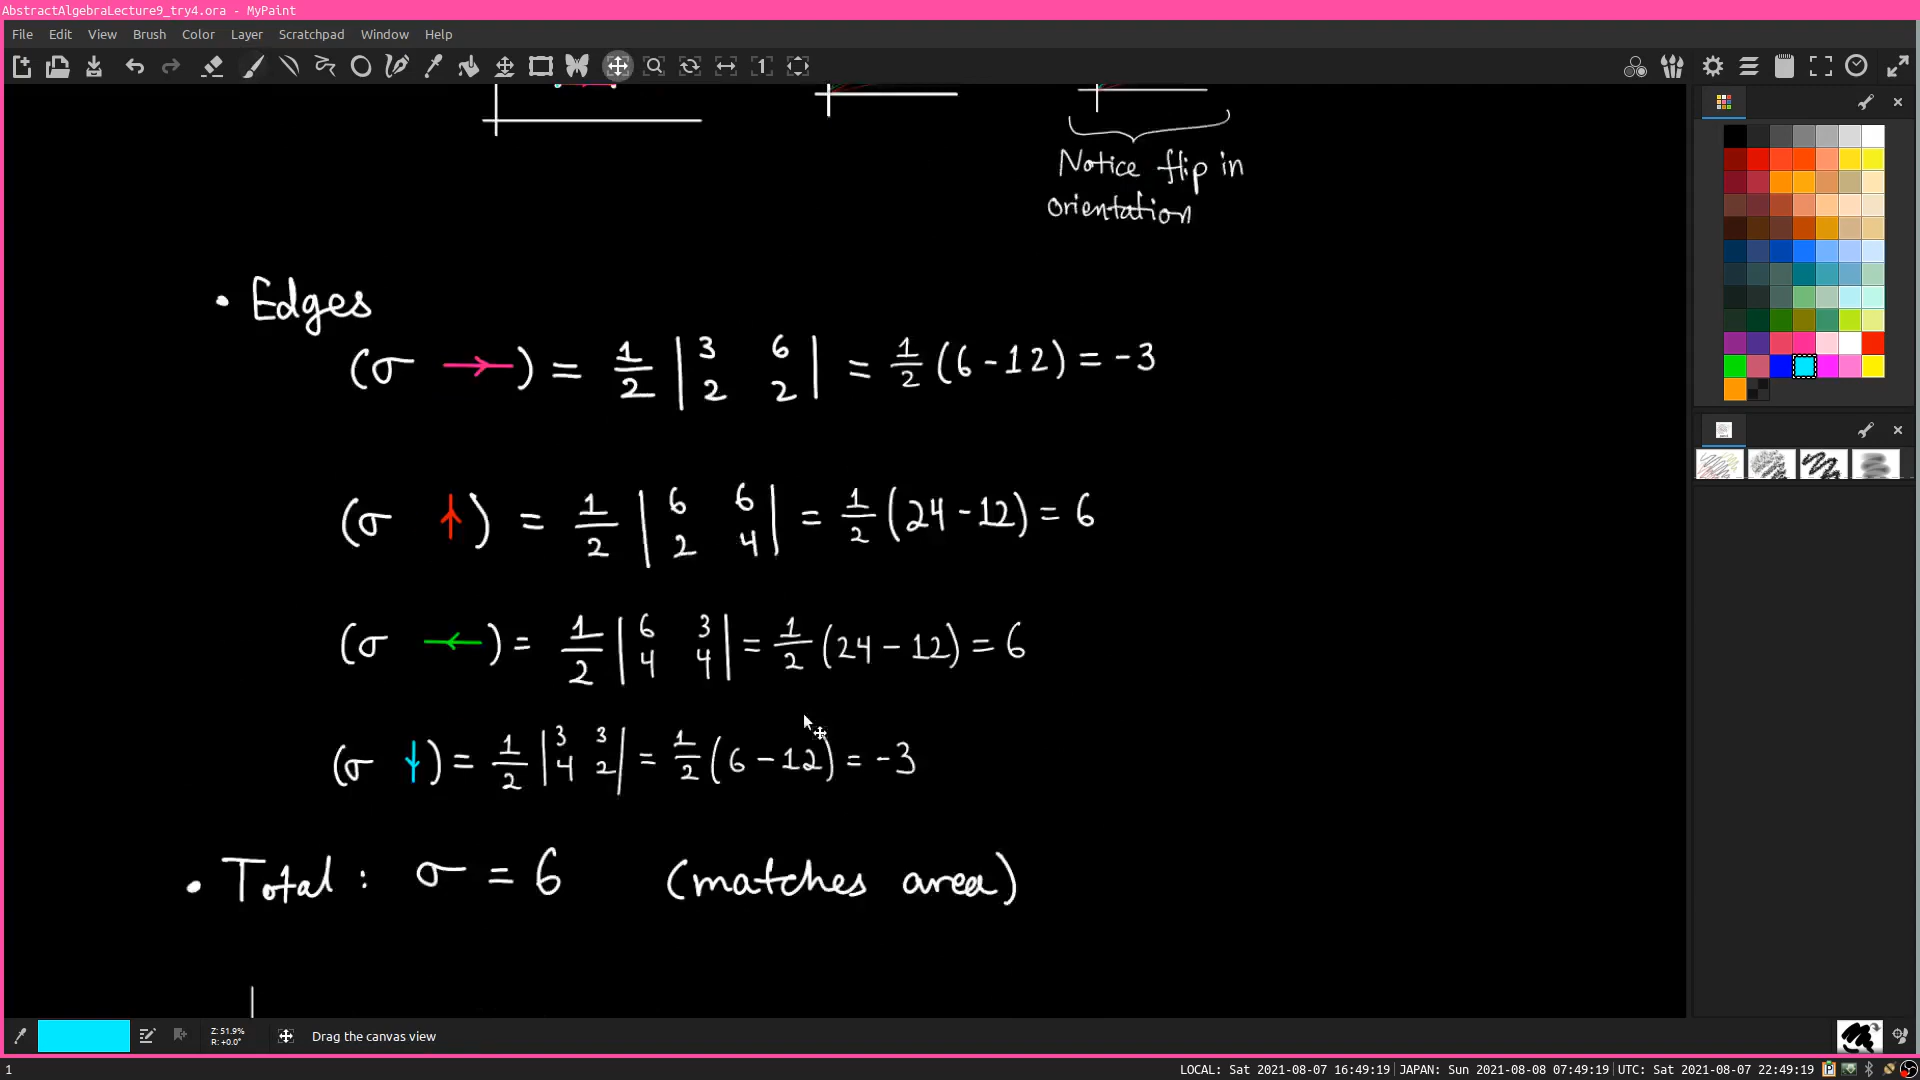 AbstractAlgebraLecture9_try4.ora - MyPaint
File Edit View Brush Color Layer Scratchpad Window Help
Notice flip in
orientation
• Edges
(σ →) = 1/2 |3 6; 2 2| = 1/2 (6 - 12) = -3
(σ ↑) = 1/2 |6 6; 2 4| = 1/2 (24 - 12) = 6
(σ ←) = 1/2 |6 3; 4 4| = 1/2 (24 - 12) = 6
(σ ↓) = 1/2 |3 3; 4 2| = 1/2 (6 - 12) = -3
• Total: σ = 6 (matches area)
Z: 51.9%
R: +0.0°
Drag the canvas view
1 LOCAL: Sat 2021-08-07 16:49:19 | JAPAN: Sun 2021-08-08 07:49:19 | UTC: Sat 2021-08-07 22:49:19